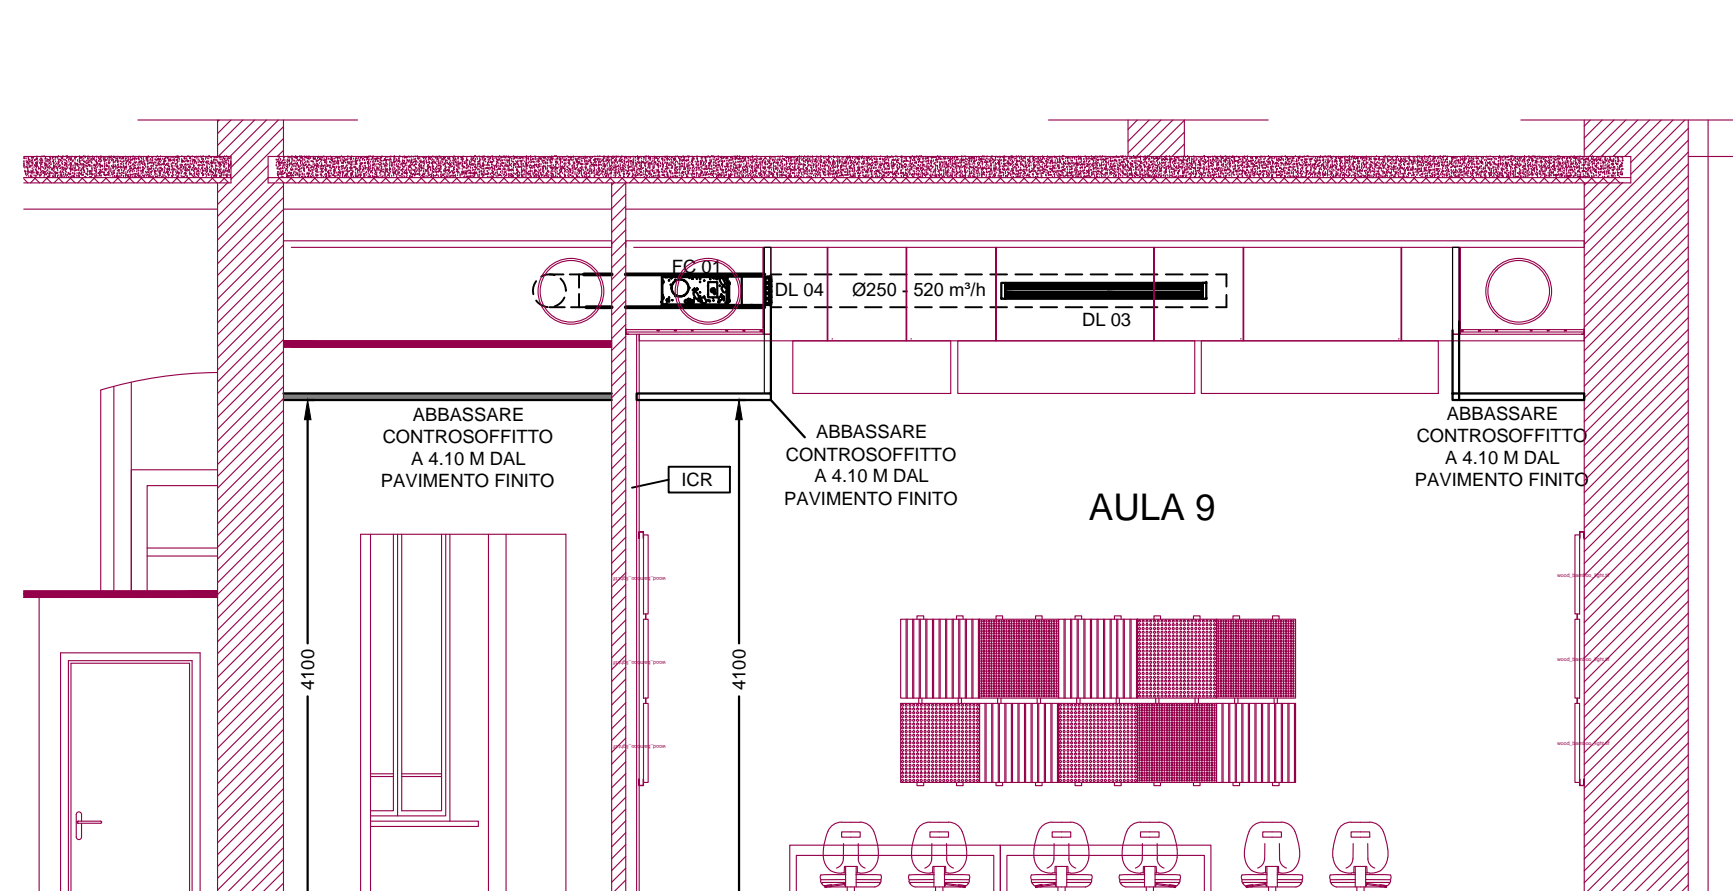 FC 01
DL 04
Ø250 - 520 m³/h
DL 03
ABBASSARE
CONTROSOFFITTO
A 4.10 M DAL
PAVIMENTO FINITO
ABBASSARE
CONTROSOFFITTO
A 4.10 M DAL
PAVIMENTO FINITO
ABBASSARE
CONTROSOFFITTO
A 4.10 M DAL
PAVIMENTO FINITO
ICR
AULA 9
4100
4100